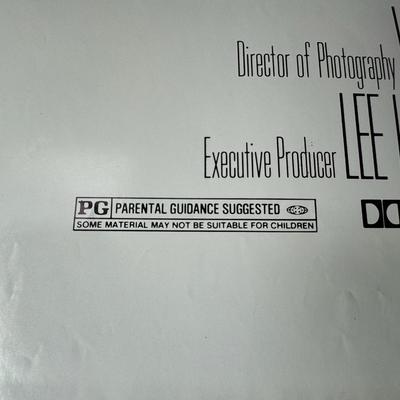 Director of Photography
Executive Producer LEE
PG PARENTAL GUIDANCE SUGGESTED
SOME MATERIAL MAY NOT BE SUITABLE FOR CHILDREN